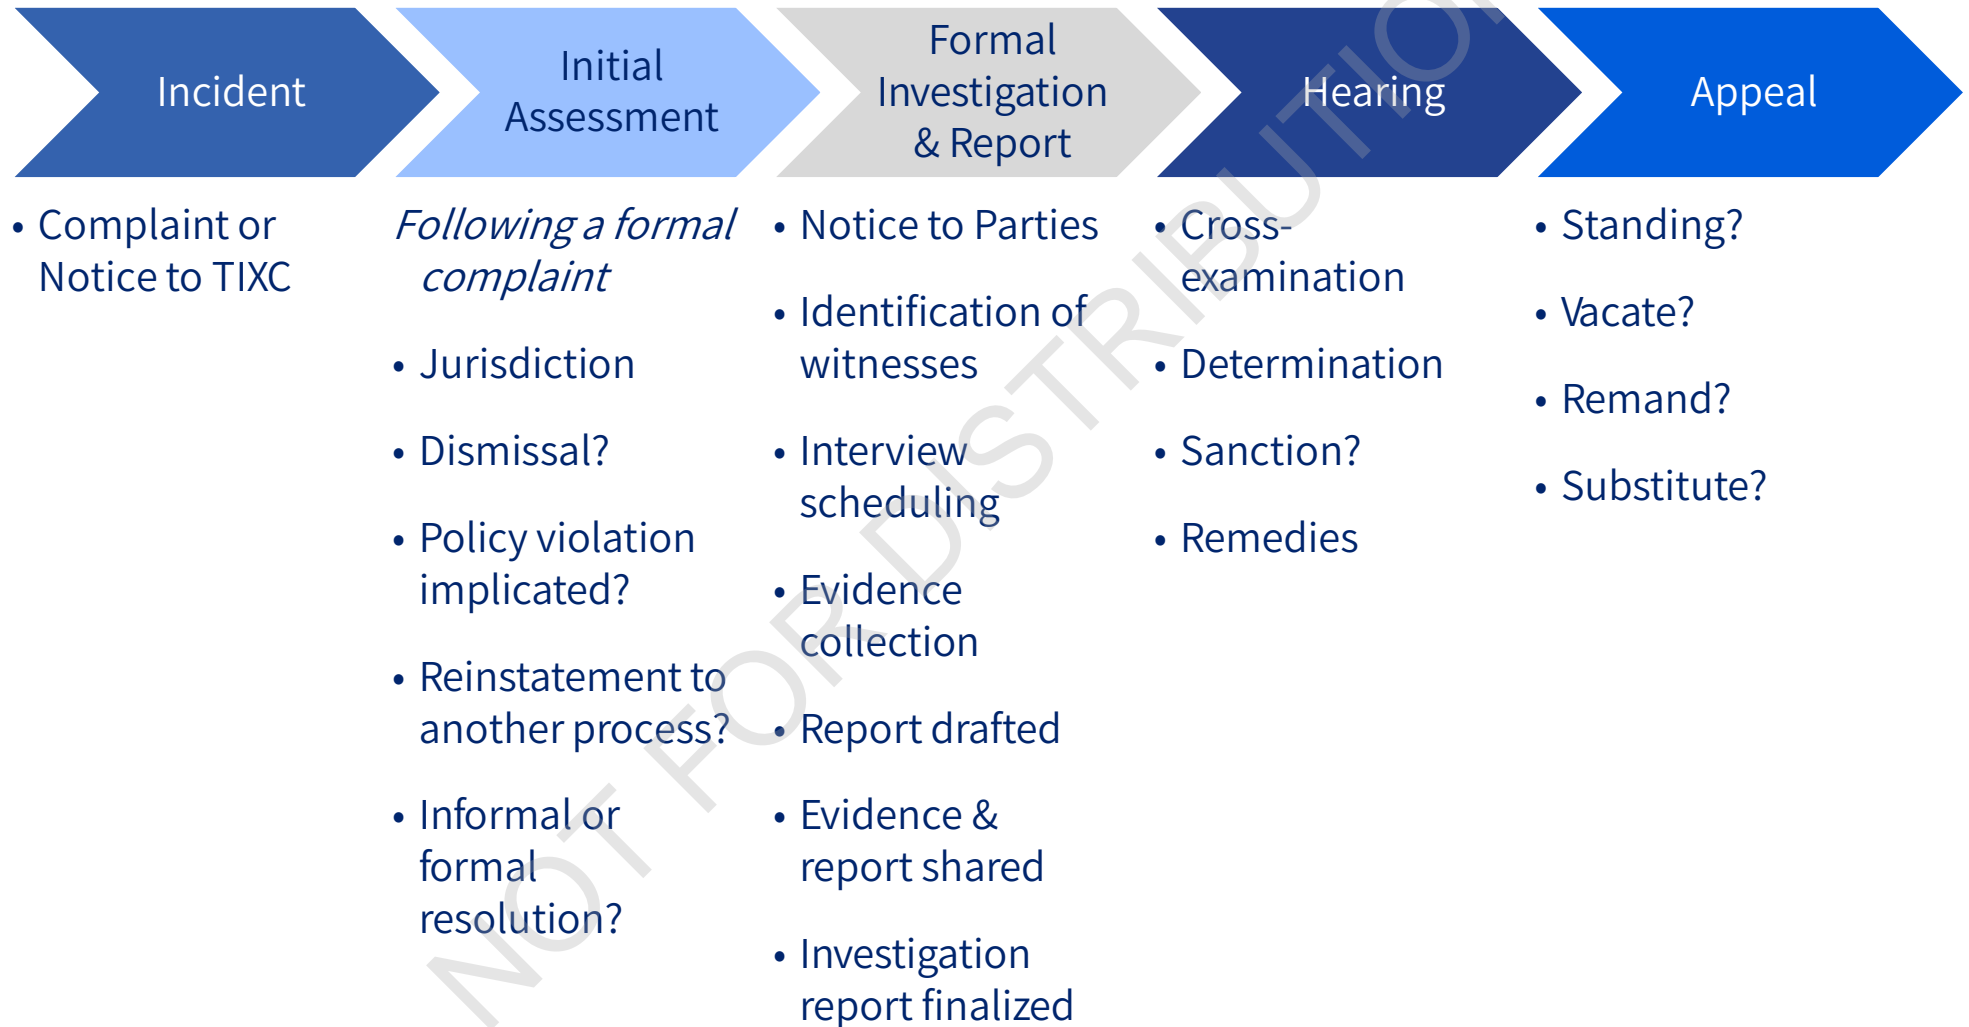 Incident
• Complaint or
Notice to TIXC
Initial
Assessment
Following a formal
complaint
• Jurisdiction
• Dismissal?
• Policy violation
implicated?
• Reinstatement to
another process?
• Informal or
formal
resolution?
Formal
Investigation
& Report
• Notice to Parties
• Identification of
witnesses
• Interview
scheduling
• Evidence
collection
• Report drafted
• Evidence &
report shared
• Investigation
report finalized
Hearing
• Cross-
examination
• Determination
• Sanction?
• Remedies
Appeal
• Standing?
• Vacate?
• Remand?
• Substitute?
NOT FOR DISTRIBUTION